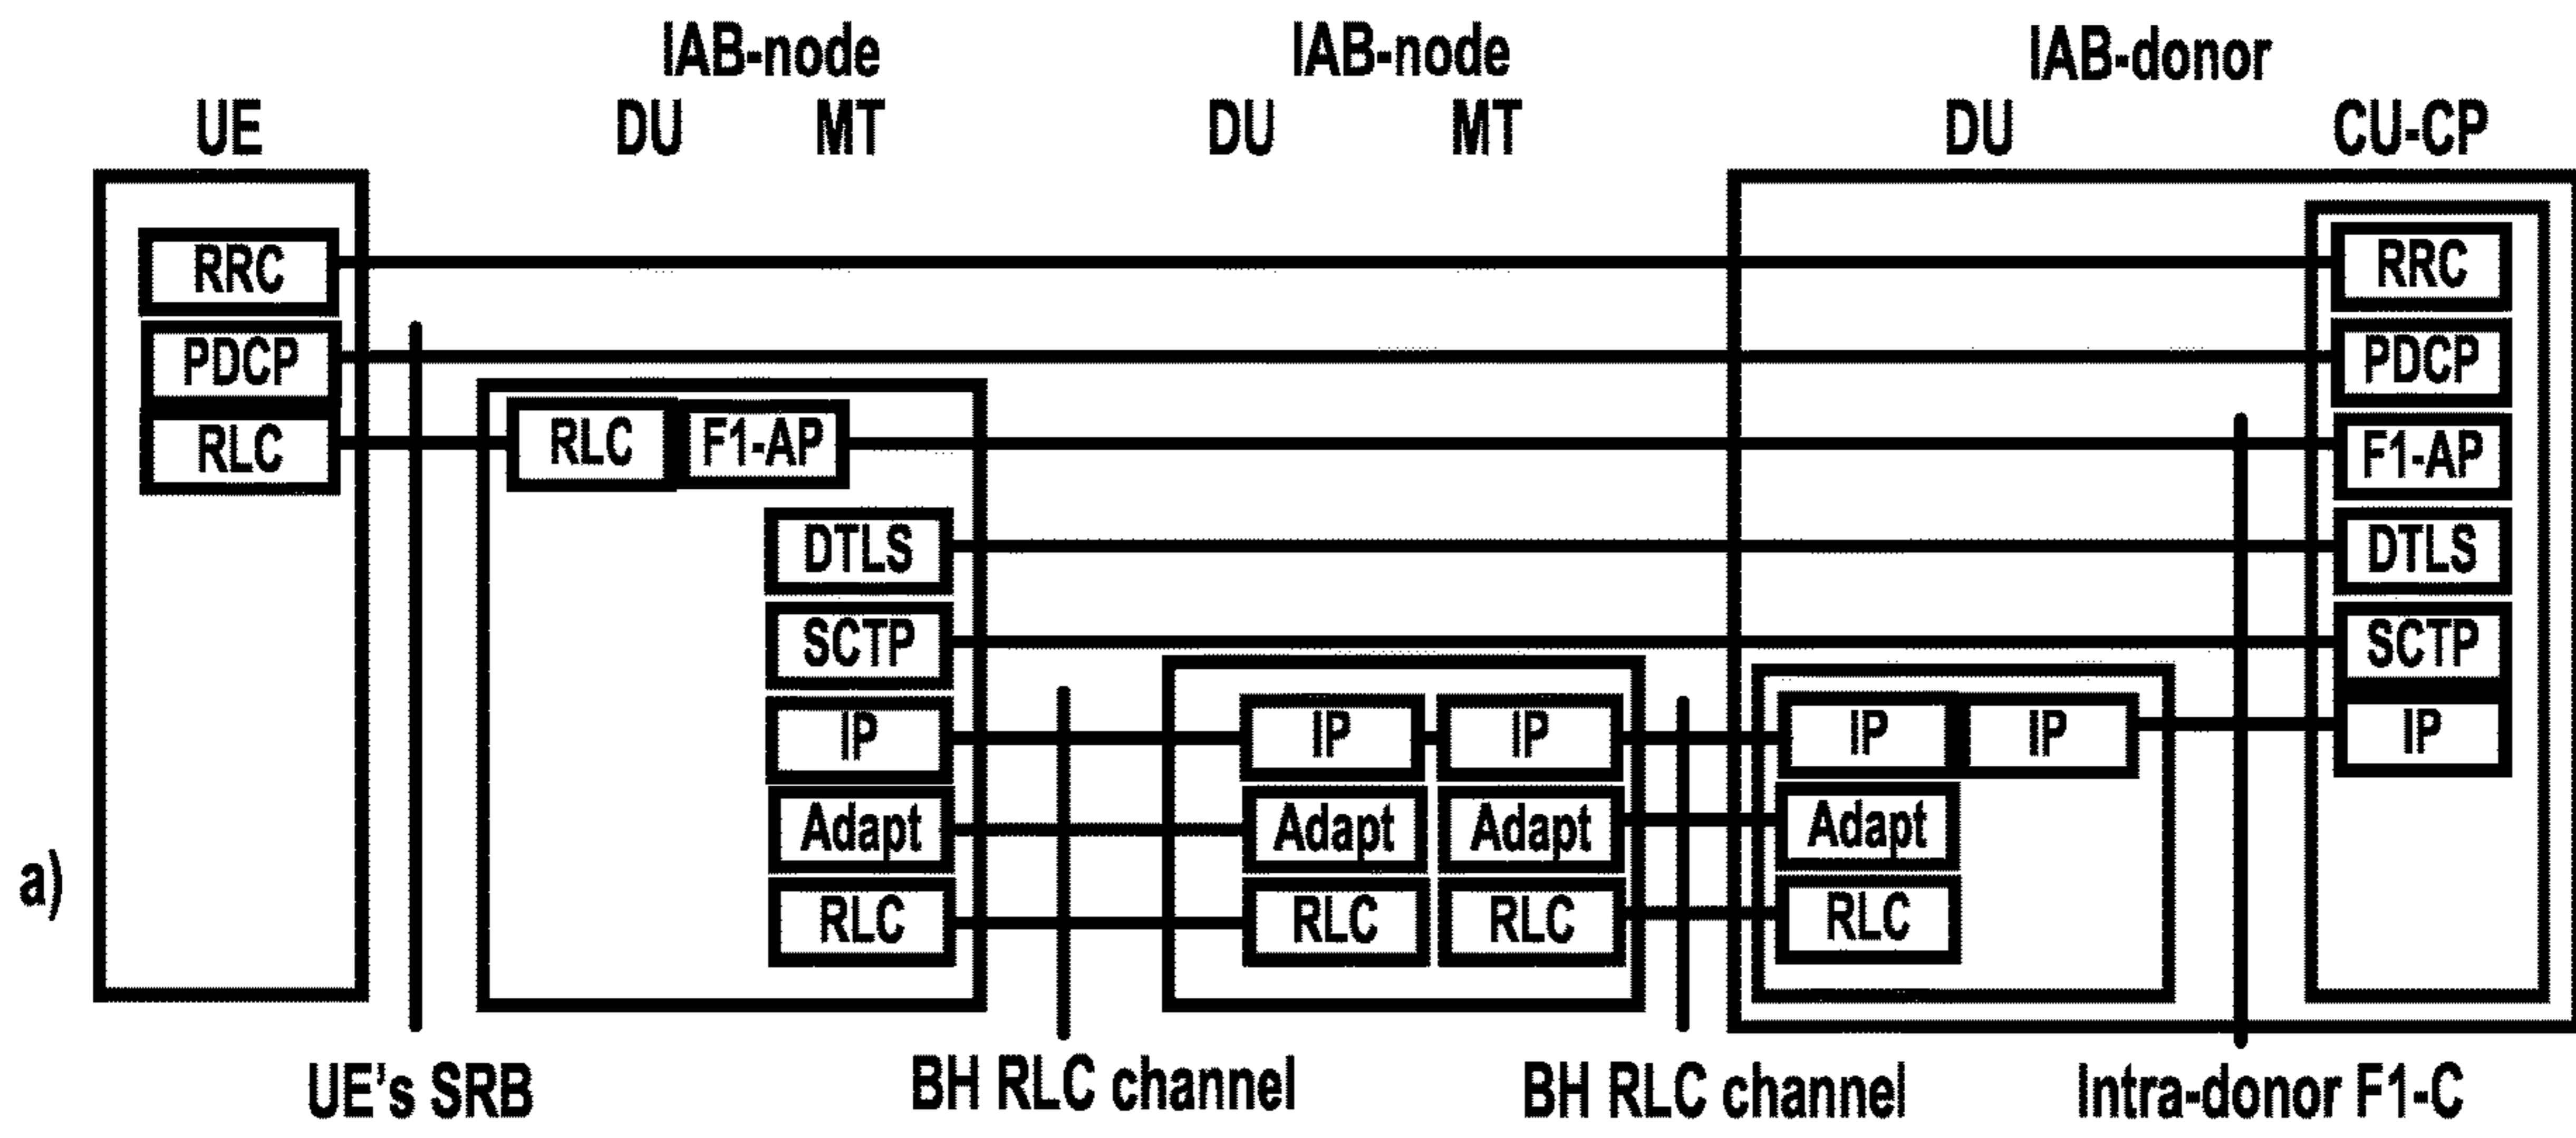 IAB-node IAB-node IAB-donor
UE DU MT DU MT DU CU-CP
RRC RRC
PDCP PDCP
RLC RLC F1-AP F1-AP
DTLS DTLS
SCTP SCTP
IP IP IP IP IP IP
Adapt Adapt Adapt Adapt
a)
RLC RLC RLC RLC
UE's SRB BH RLC channel BH RLC channel Intra-donor F1-C